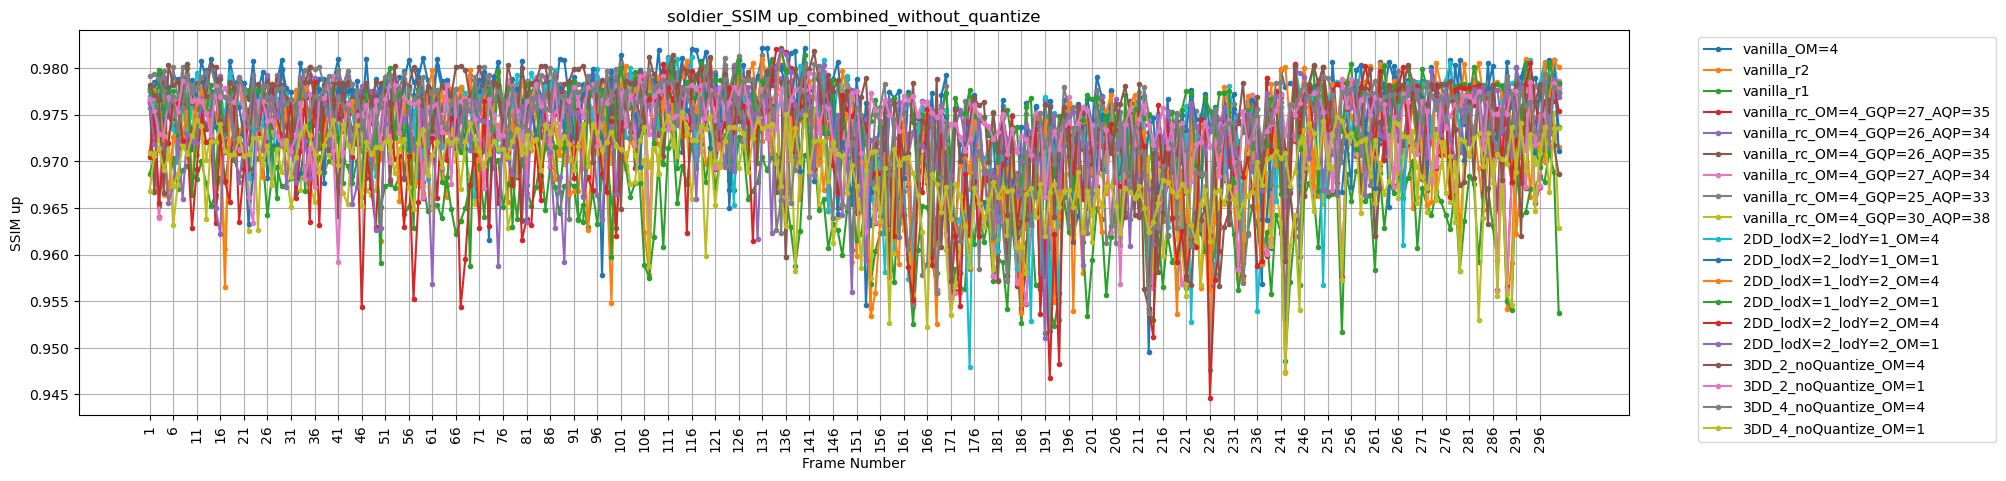 soldier_SSIM up_combined_without_quantize
SSIM up
0.980
0.975
0.970
0.965
0.960
0.955
0.950
0.945
1 6 11 16 21 26 31 36 41 46 51 56 61 66 71 76 81 86 91 96 101 106 111 116 121 126 131 136 141 146 151 156 161 166 171 176 181 186 191 196 201 206 211 216 221 226 231 236 241 246 251 256 261 266 271 276 281 286 291 296
Frame Number
vanilla_OM=4
vanilla_r2
vanilla_r1
vanilla_rc_OM=4_GQP=27_AQP=35
vanilla_rc_OM=4_GQP=26_AQP=34
vanilla_rc_OM=4_GQP=26_AQP=35
vanilla_rc_OM=4_GQP=27_AQP=34
vanilla_rc_OM=4_GQP=25_AQP=33
vanilla_rc_OM=4_GQP=30_AQP=38
2DD_lodX=2_lodY=1_OM=4
2DD_lodX=2_lodY=1_OM=1
2DD_lodX=1_lodY=2_OM=4
2DD_lodX=1_lodY=2_OM=1
2DD_lodX=2_lodY=2_OM=4
2DD_lodX=2_lodY=2_OM=1
3DD_2_noQuantize_OM=4
3DD_2_noQuantize_OM=1
3DD_4_noQuantize_OM=4
3DD_4_noQuantize_OM=1